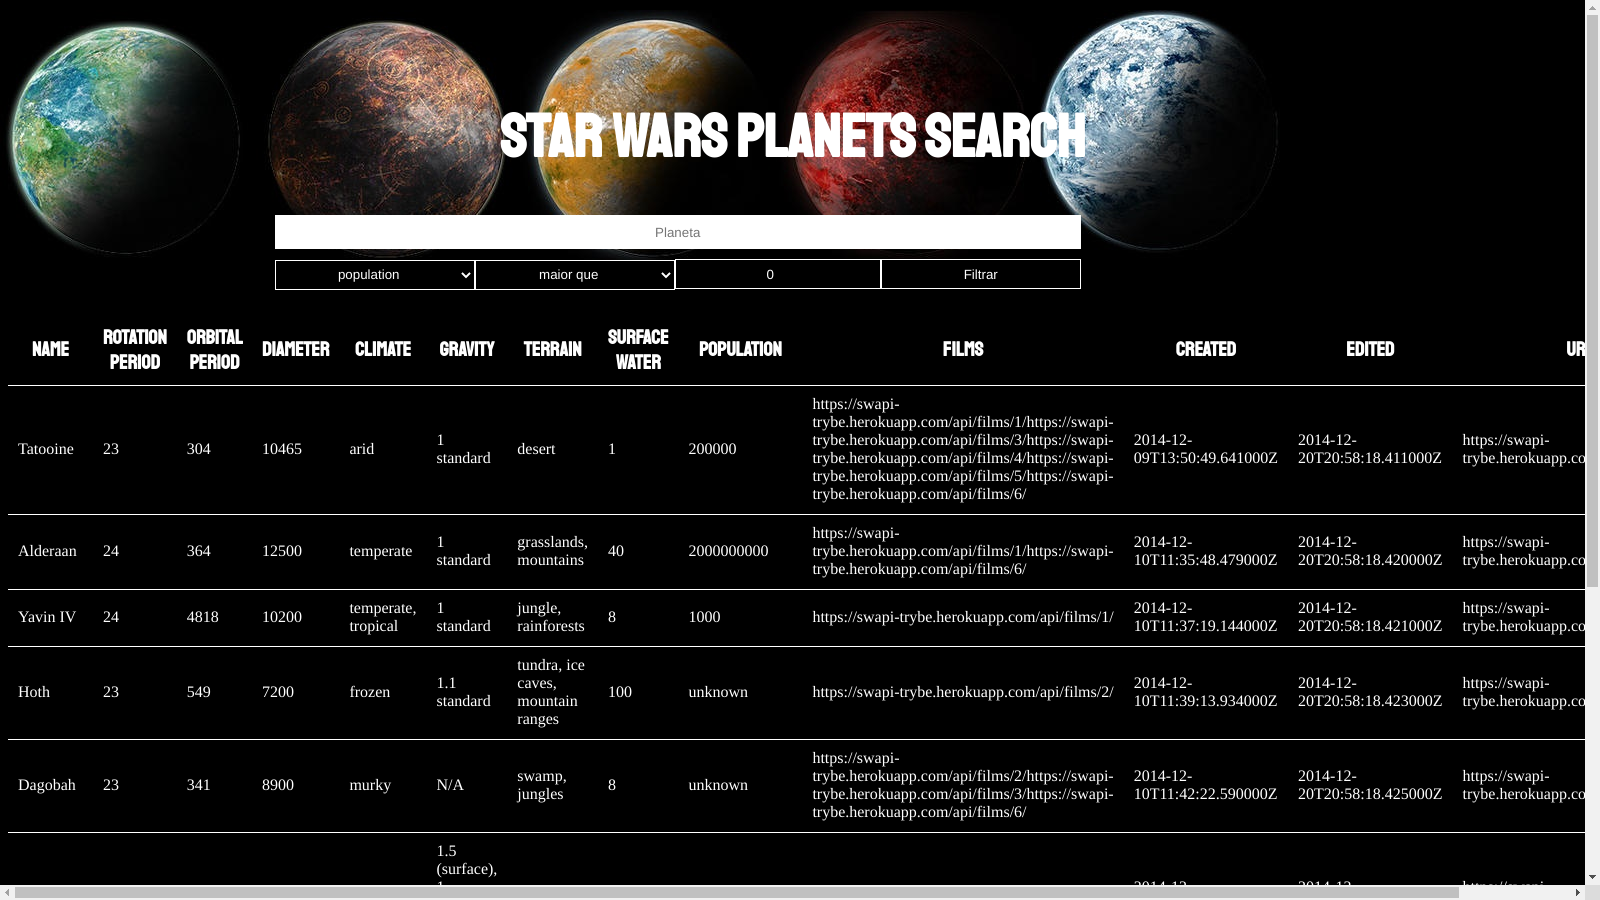 STAR WARS PLANETS SEARCH
Planeta
population maior que 0 Filtrar
NAME ROTATION PERIOD ORBITAL PERIOD DIAMETER CLIMATE GRAVITY TERRAIN SURFACE WATER POPULATION FILMS CREATED EDITED UR
Tatooine 23 304 10465 arid 1 standard desert 1 200000
https://swapi-
trybe.herokuapp.com/api/films/1/https://swapi-
trybe.herokuapp.com/api/films/3/https://swapi-
trybe.herokuapp.com/api/films/4/https://swapi-
trybe.herokuapp.com/api/films/5/https://swapi-
trybe.herokuapp.com/api/films/6/
2014-12-
09T13:50:49.641000Z
2014-12-
20T20:58:18.411000Z
https://swapi-
trybe.herokuapp.co
Alderaan 24 364 12500 temperate 1 standard grasslands, mountains 40 2000000000
https://swapi-
trybe.herokuapp.com/api/films/1/https://swapi-
trybe.herokuapp.com/api/films/6/
2014-12-
10T11:35:48.479000Z
2014-12-
20T20:58:18.420000Z
https://swapi-
trybe.herokuapp.co
Yavin IV 24 4818 10200 temperate, tropical 1 standard jungle, rainforests 8 1000
https://swapi-trybe.herokuapp.com/api/films/1/
2014-12-
10T11:37:19.144000Z
2014-12-
20T20:58:18.421000Z
https://swapi-
trybe.herokuapp.co
Hoth 23 549 7200 frozen 1.1 standard tundra, ice caves, mountain ranges 100 unknown
https://swapi-trybe.herokuapp.com/api/films/2/
2014-12-
10T11:39:13.934000Z
2014-12-
20T20:58:18.423000Z
https://swapi-
trybe.herokuapp.co
Dagobah 23 341 8900 murky N/A swamp, jungles 8 unknown
https://swapi-
trybe.herokuapp.com/api/films/2/https://swapi-
trybe.herokuapp.com/api/films/3/https://swapi-
trybe.herokuapp.com/api/films/6/
2014-12-
10T11:42:22.590000Z
2014-12-
20T20:58:18.425000Z
https://swapi-
trybe.herokuapp.co
1.5
(surface),